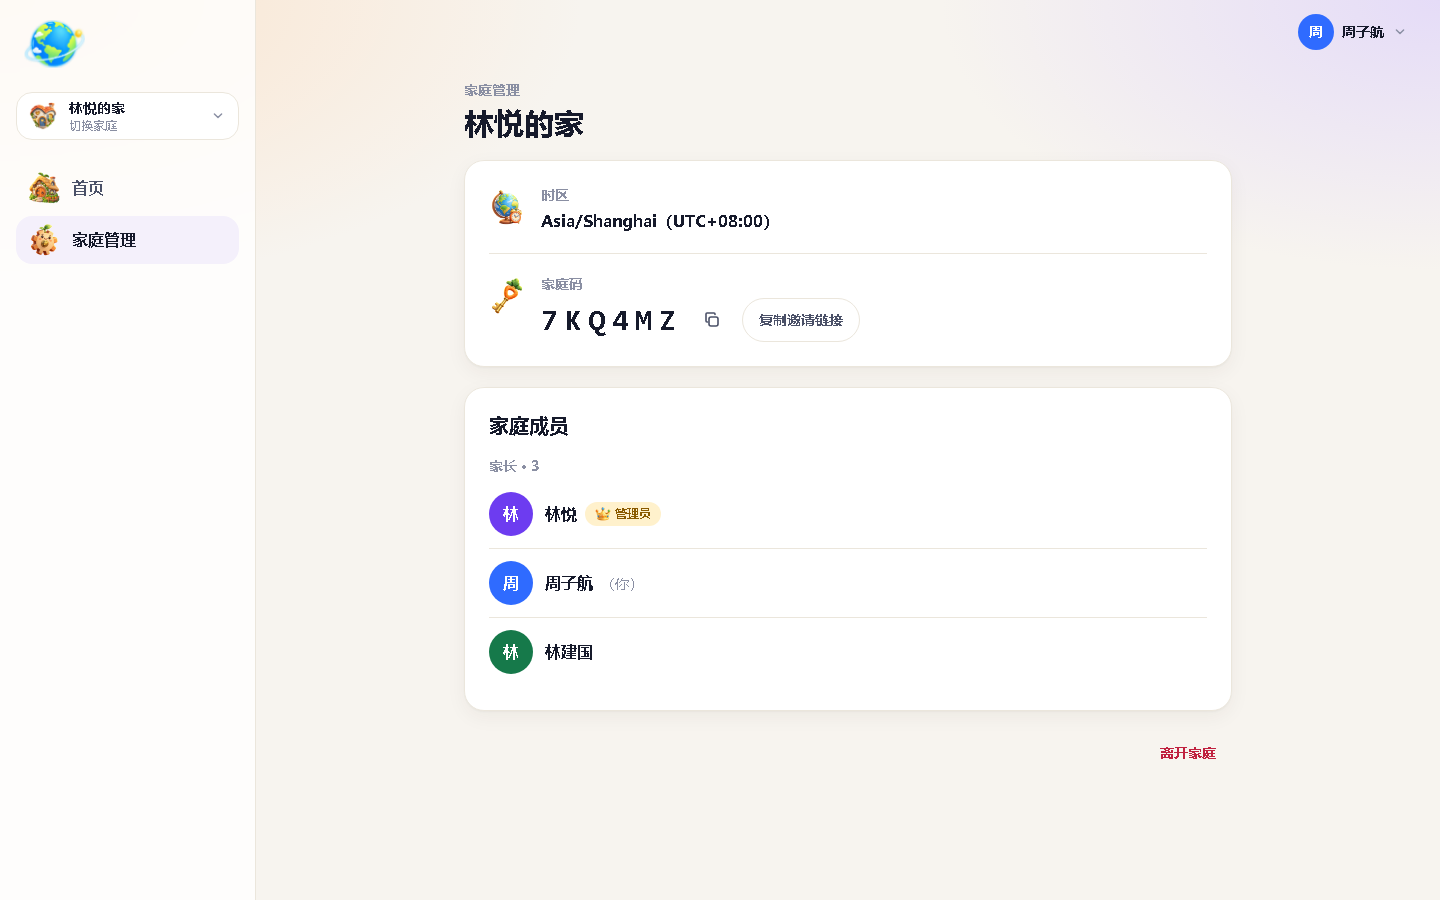 林悦的家
切换家庭
首页
家庭管理
周
周子航
家庭管理
林悦的家
时区
Asia/Shanghai（UTC+08:00）
家庭码
7KQ4MZ
复制邀请链接
家庭成员
家长 • 3
林
林悦
管理员
周
周子航
（你）
林
林建国
离开家庭